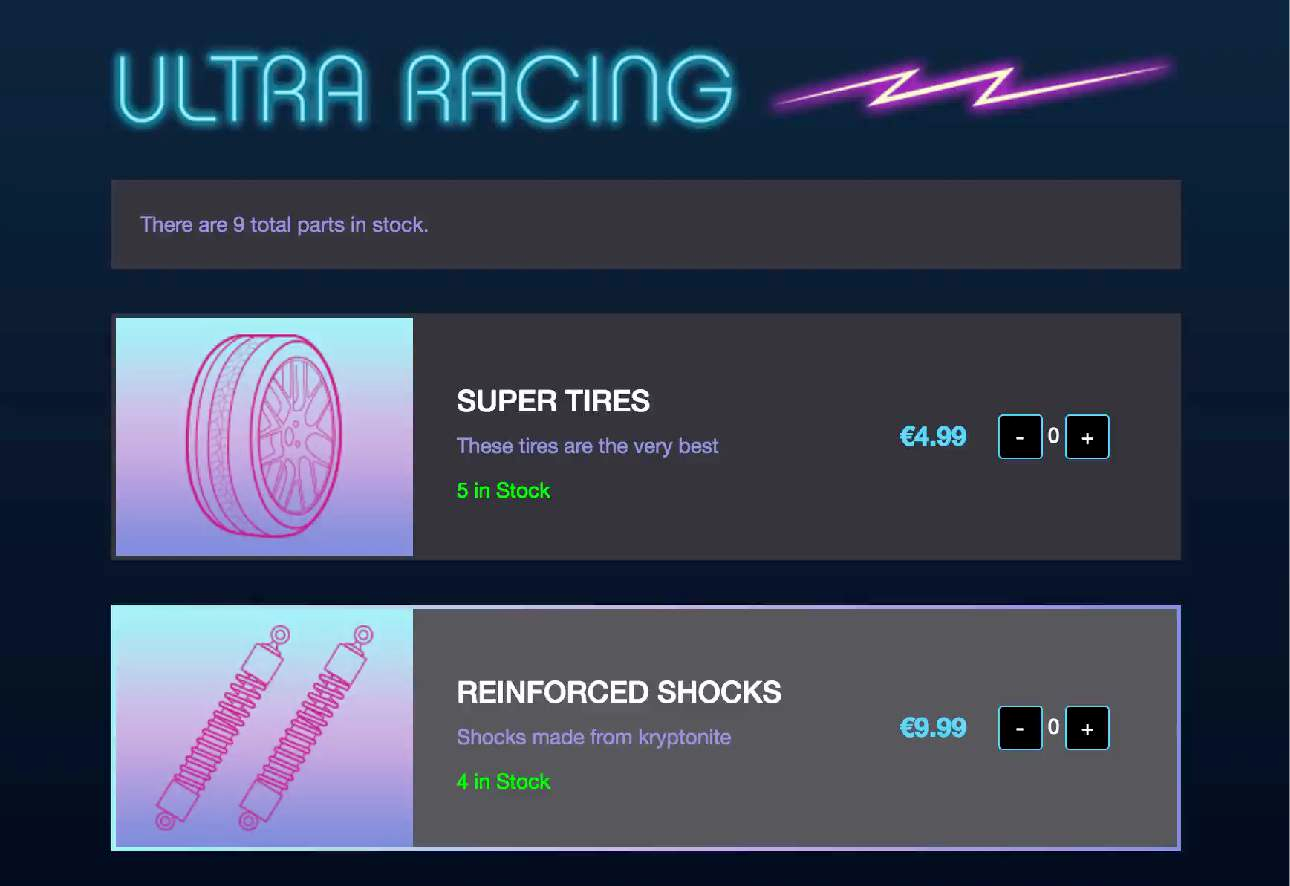 ULTRA RACING
There are 9 total parts in stock.
SUPER TIRES
These tires are the very best
5 in Stock
€4.99
- 0 +
REINFORCED SHOCKS
Shocks made from kryptonite
4 in Stock
€9.99
- 0 +